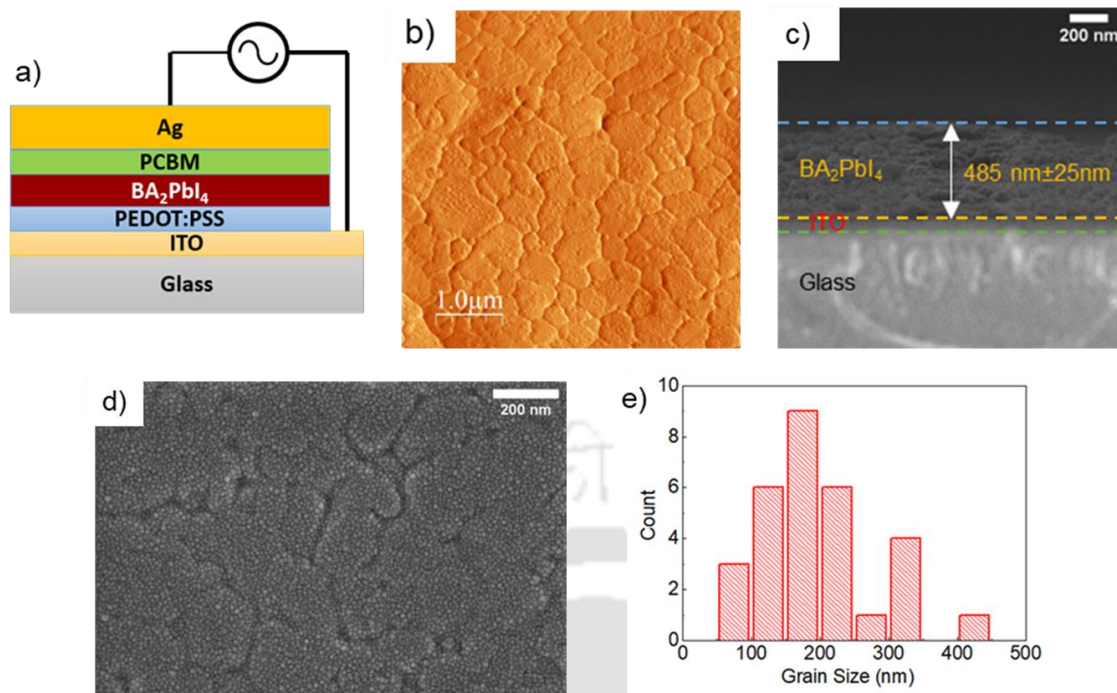 a)
Ag
PCBM
BA₂PbI₄
PEDOT:PSS
ITO
Glass
b)
1.0µm
c)
200 nm
BA₂PbI₄
485 nm±25nm
ITO
Glass
d)
200 nm
e)
10
8
6
4
2
0
Count
0 100 200 300 400 500
Grain Size (nm)